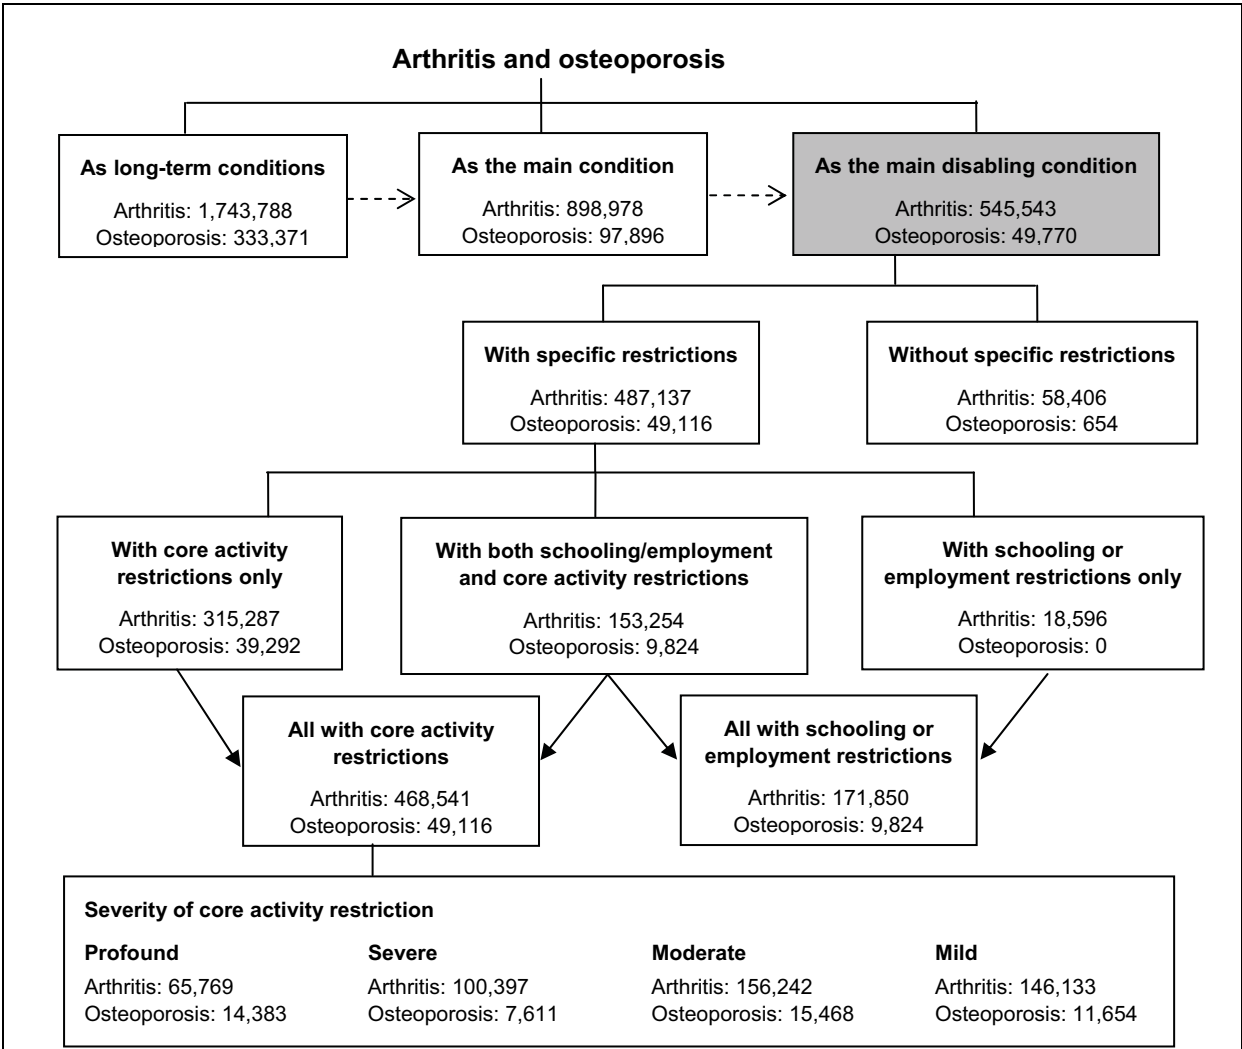 Arthritis and osteoporosis
As long-term conditions
Arthritis: 1,743,788
Osteoporosis: 333,371
As the main condition
Arthritis: 898,978
Osteoporosis: 97,896
As the main disabling condition
Arthritis: 545,543
Osteoporosis: 49,770
With specific restrictions
Arthritis: 487,137
Osteoporosis: 49,116
Without specific restrictions
Arthritis: 58,406
Osteoporosis: 654
With core activity
restrictions only
Arthritis: 315,287
Osteoporosis: 39,292
With both schooling/employment
and core activity restrictions
Arthritis: 153,254
Osteoporosis: 9,824
With schooling or
employment restrictions only
Arthritis: 18,596
Osteoporosis: 0
All with core activity
restrictions
Arthritis: 468,541
Osteoporosis: 49,116
All with schooling or
employment restrictions
Arthritis: 171,850
Osteoporosis: 9,824
Severity of core activity restriction
Profound
Arthritis: 65,769
Osteoporosis: 14,383
Severe
Arthritis: 100,397
Osteoporosis: 7,611
Moderate
Arthritis: 156,242
Osteoporosis: 15,468
Mild
Arthritis: 146,133
Osteoporosis: 11,654